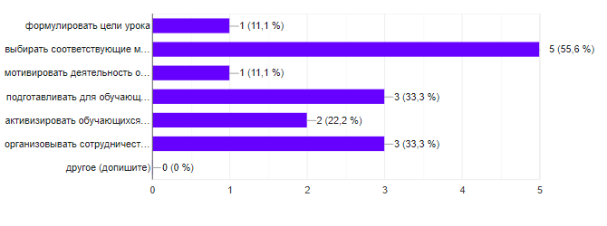 формулировать цели урока 1 (11,1 %)
выбирать соответствующие м… 5 (55,6 %)
мотивировать деятельность о… 1 (11,1 %)
подготавливать для обучающ… 3 (33,3 %)
активизировать обучающихся… 2 (22,2 %)
организовывать сотрудничест… 3 (33,3 %)
другое (допишите) 0 (0 %)
0 1 2 3 4 5